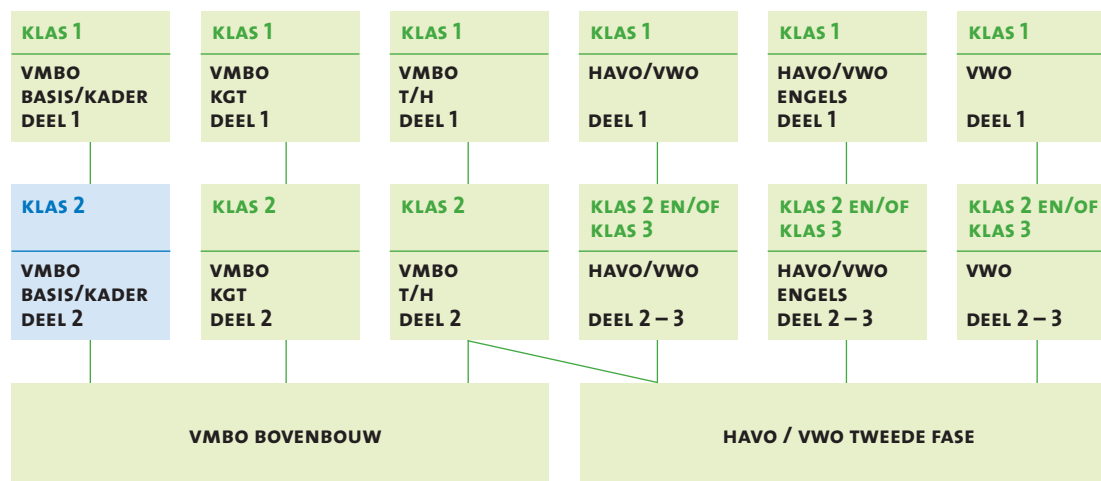 KLAS 1
VMBO
BASIS/KADER
DEEL 1
KLAS 1
VMBO
KGT
DEEL 1
KLAS 1
VMBO
T/H
DEEL 1
KLAS 1
HAVO/VWO
DEEL 1
KLAS 1
HAVO/VWO
ENGELS
DEEL 1
KLAS 1
VWO
DEEL 1
KLAS 2
VMBO
BASIS/KADER
DEEL 2
KLAS 2
VMBO
KGT
DEEL 2
KLAS 2
VMBO
T/H
DEEL 2
KLAS 2 EN/OF
KLAS 3
HAVO/VWO
DEEL 2 – 3
KLAS 2 EN/OF
KLAS 3
HAVO/VWO
ENGELS
DEEL 2 – 3
KLAS 2 EN/OF
KLAS 3
VWO
DEEL 2 – 3
VMBO BOVENBOUW
HAVO / VWO TWEEDE FASE